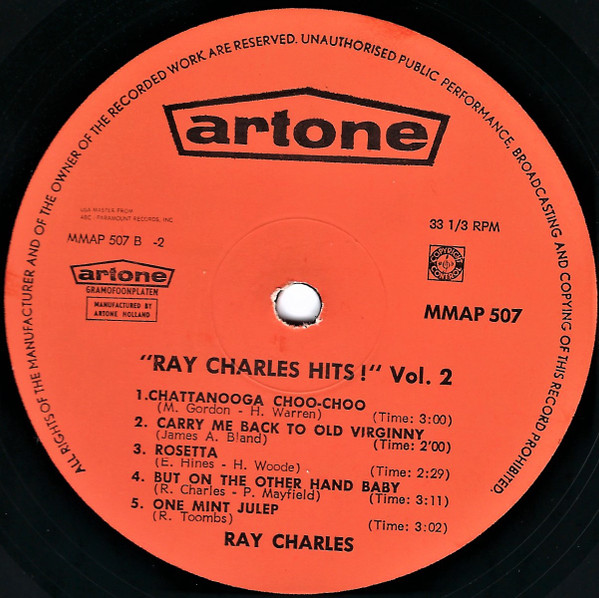 ALL RIGHTS OF THE MANUFACTURER AND OF THE OWNER OF THE RECORDED WORK ARE RESERVED. UNAUTHORISED PUBLIC PERFORMANCE, BROADCASTING AND COPYING OF THIS RECORD PROHIBITED.
artone
USA MASTER FROM
ABC - PARAMOUNT RECORDS, INC.
33 1/3 RPM
MMAP 507 B -2
artone
GRAMOFOONPLATEN
MANUFACTURED BY
ARTONE HOLLAND
COPYRIGHT
CONTROL
MMAP 507
"RAY CHARLES HITS!" Vol. 2
1.CHATTANOOGA CHOO-CHOO
(M. Gordon - H. Warren) (Time: 3:00)
2. CARRY ME BACK TO OLD VIRGINNY
(James A. Bland) (Time: 2'00)
3. ROSETTA
(E. Hines - H. Woode) (Time: 2:29)
4. BUT ON THE OTHER HAND BABY
(R. Charles - P. Mayfield) (Time: 3:11)
5. ONE MINT JULEP
(R. Toombs) (Time: 3:02)
RAY CHARLES